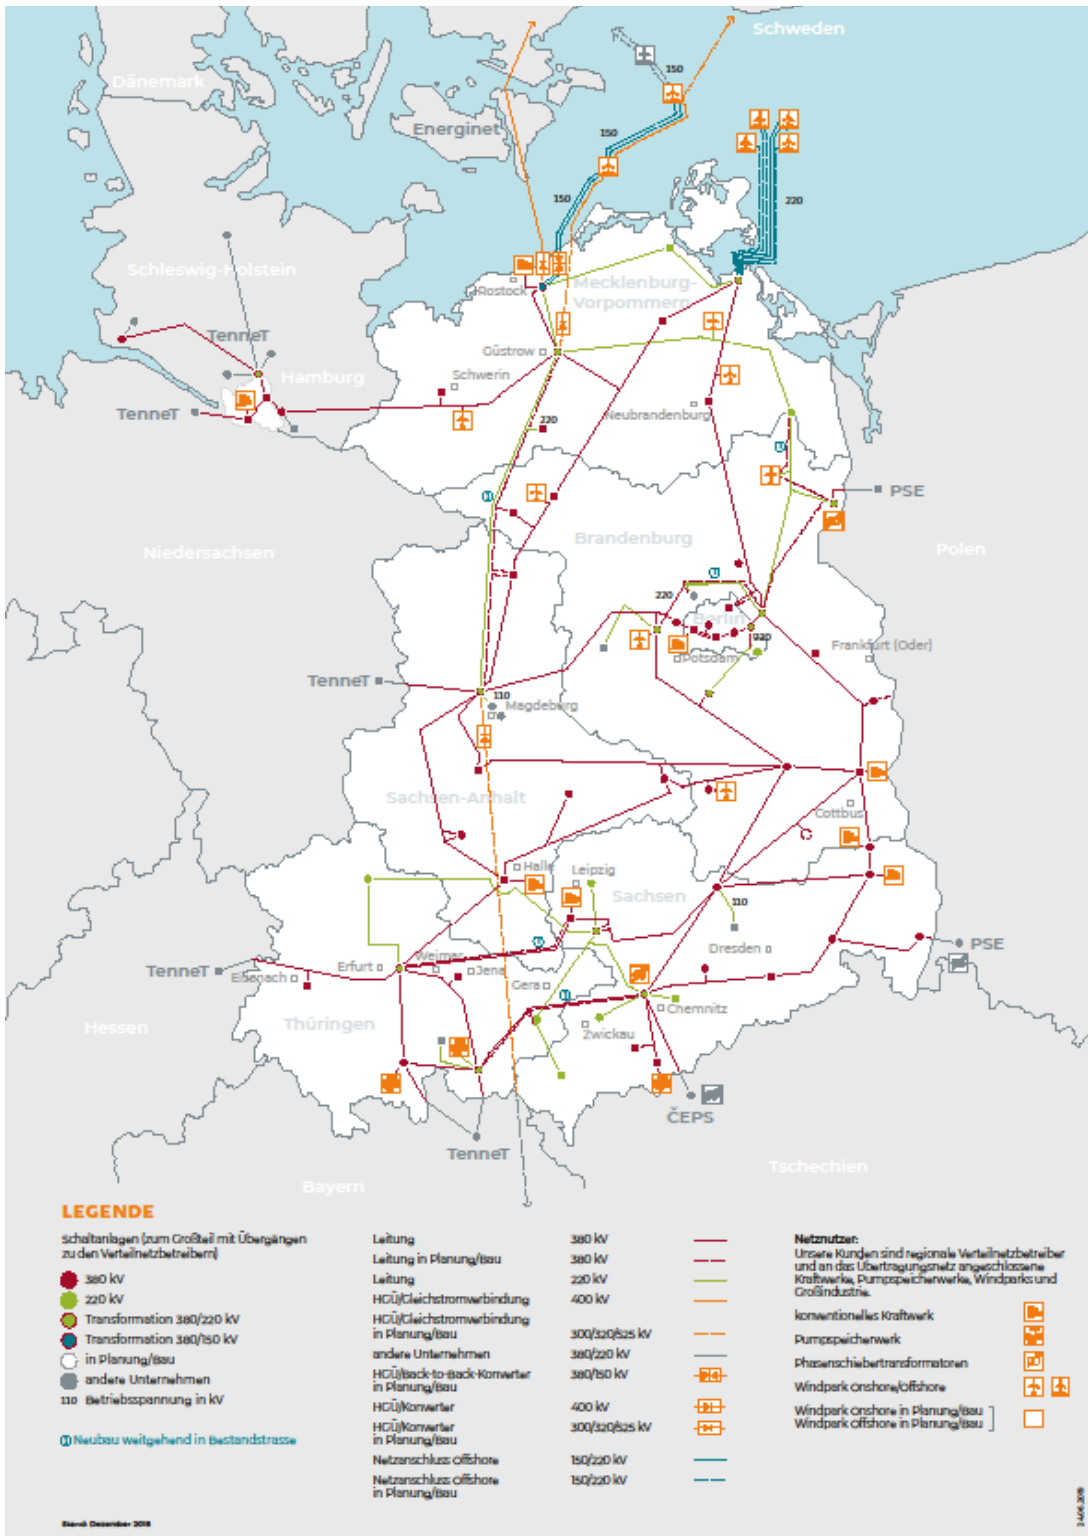 Schweden
Dänemark
150
Energinet
150
150
220
Schleswig-Holstein
Rostock
Mecklenburg-
Vorpommern
TenneT
Güstrow
Schwerin
Hamburg
TenneT
Neubrandenburg
220
PSE
Niedersachsen
Brandenburg
Polen
220
Berlin
220
Frankfurt (Oder)
Potsdam
TenneT
110
Magdeburg
Sachsen-Anhalt
Cottbus
Halle
Leipzig
Sachsen
110
Dresden
PSE
TenneT
Erfurt
Weimar
Eisenach
Jena
Gera
Chemnitz
Hessen
Thüringen
Zwickau
ČEPS
TenneT
Tschechien
Bayern
LEGENDE
Schaltanlagen (zum Großteil mit Übergängen
zu den Verteilnetzbetreibern)
380 kV
220 kV
Transformation 380/220 kV
Transformation 380/150 kV
in Planung/Bau
andere Unternehmen
110 Betriebsspannung in kV
Neubau weitgehend in Bestandstrasse
Leitung 380 kV
Leitung in Planung/Bau 380 kV
Leitung 220 kV
HGÜ/Gleichstromverbindung 400 kV
HGÜ/Gleichstromverbindung
in Planung/Bau 300/320/525 kV
andere Unternehmen 380/220 kV
HGÜ/Back-to-Back-Konverter 380/150 kV
in Planung/Bau
HGÜ/Konverter 400 kV
HGÜ/Konverter 300/320/525 kV
in Planung/Bau
Netzanschluss Offshore 150/220 kV
Netzanschluss Offshore 150/220 kV
in Planung/Bau
Netznutzer:
Unsere Kunden sind regionale Verteilnetzbetreiber
und an das Übertragungsnetz angeschlossene
Kraftwerke, Pumpspeicherwerke, Windparks und
Großindustrie.
konventionelles Kraftwerk
Pumpspeicherwerk
Phasenschiebertransformatoren
Windpark Onshore/Offshore
Windpark Onshore in Planung/Bau
Windpark Offshore in Planung/Bau
Stand: Dezember 2018